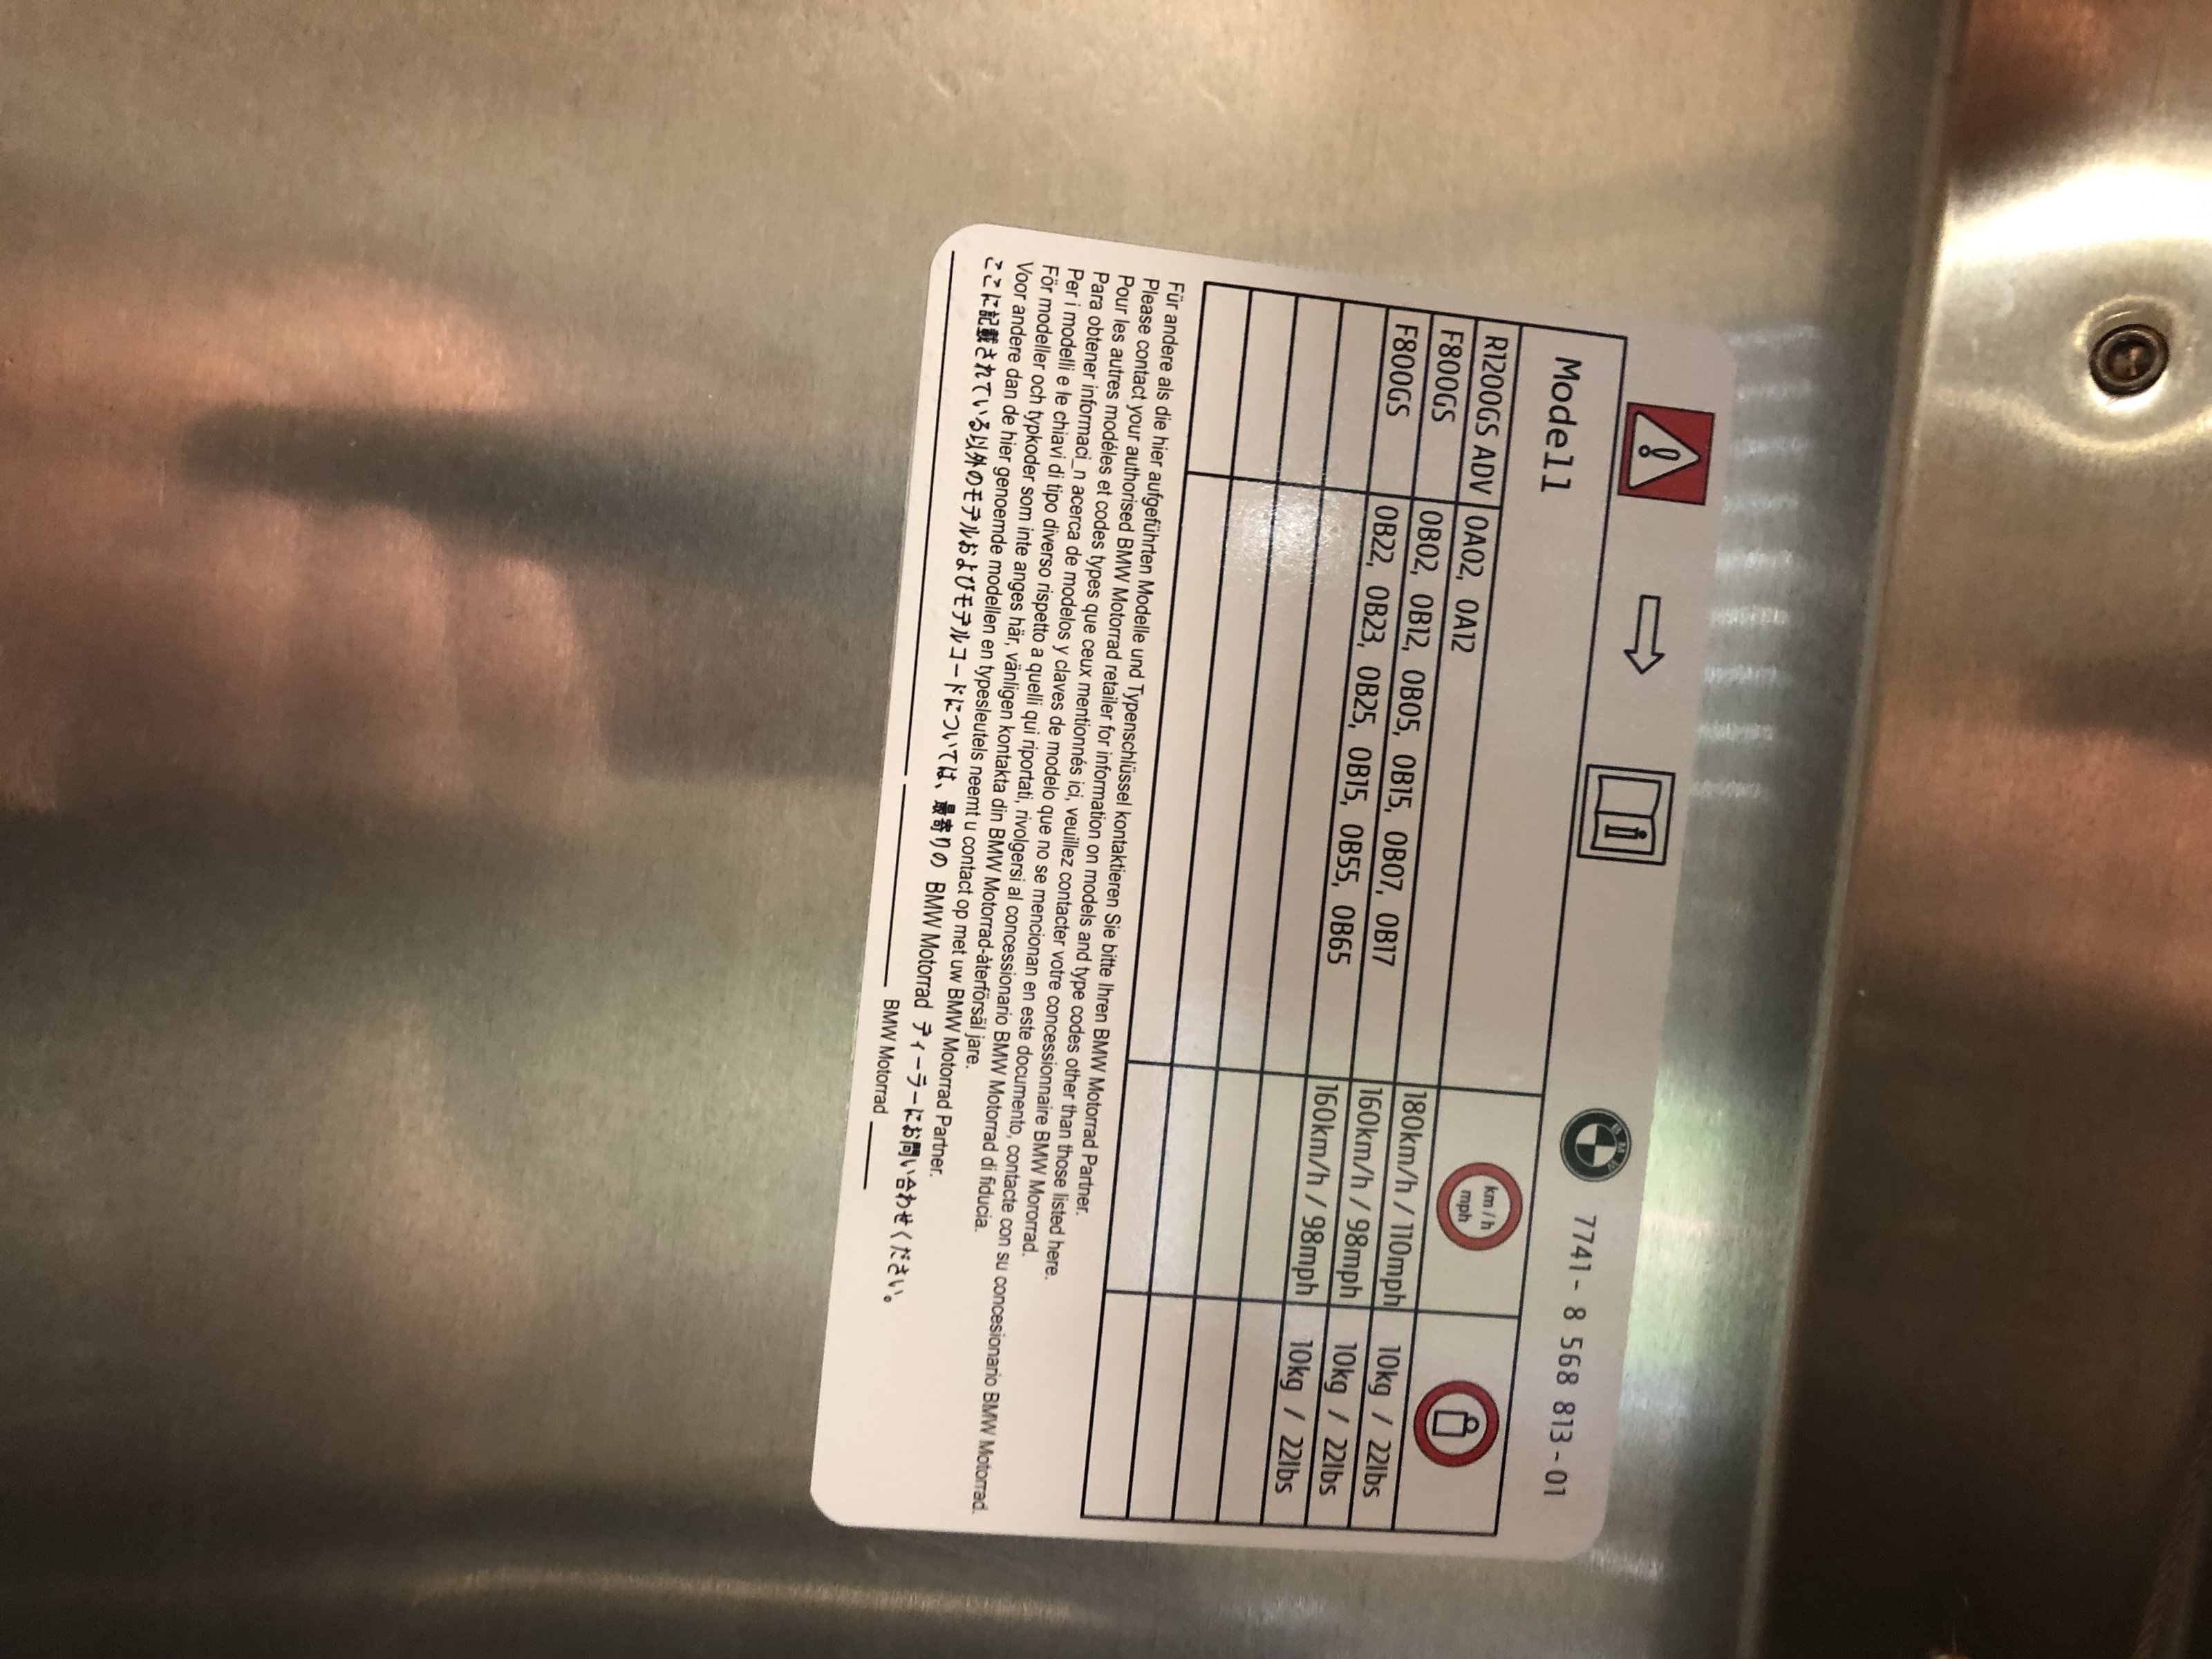 BMW 7741 - 8 568 813 - 01
Modell km/h mph
R1200GS ADV 0A02, 0A12 180km/h / 110mph 10kg / 22lbs
F800GS 0B02, 0B12, 0B05, 0B15, 0B07, 0B17 160km/h / 98mph 10kg / 22lbs
F800GS 0B22, 0B23, 0B25, 0B15, 0B55, 0B65 160km/h / 98mph 10kg / 22lbs
Für andere als die hier aufgeführten Modelle und Typenschlüssel kontaktieren Sie bitte Ihren BMW Motorrad Partner.
Please contact your authorised BMW Motorrad retailer for information on models and type codes other than those listed here.
Pour les autres modèles et codes types que ceux mentionnés ici, veuillez contacter votre concessionnaire BMW Mororrad.
Para obtener informaci_n acerca de modelos y claves de modelo que no se mencionan en este documento, contacte con su concesionario BMW Motorrad.
Per i modelli e le chiavi di tipo diverso rispetto a quelli qui riportati, rivolgersi al concessionario BMW Motorrad di fiducia.
För modeller och typkoder som inte anges här, vänligen kontakta din BMW Motorrad-återförsäl jare.
Voor andere dan de hier genoemde modellen en typesleutels neemt u contact op met uw BMW Motorrad Partner.
ここに記載されている以外のモデルおよびモデルコードについては、最寄りの BMW Motorrad ディーラーにお問い合わせください。
BMW Motorrad